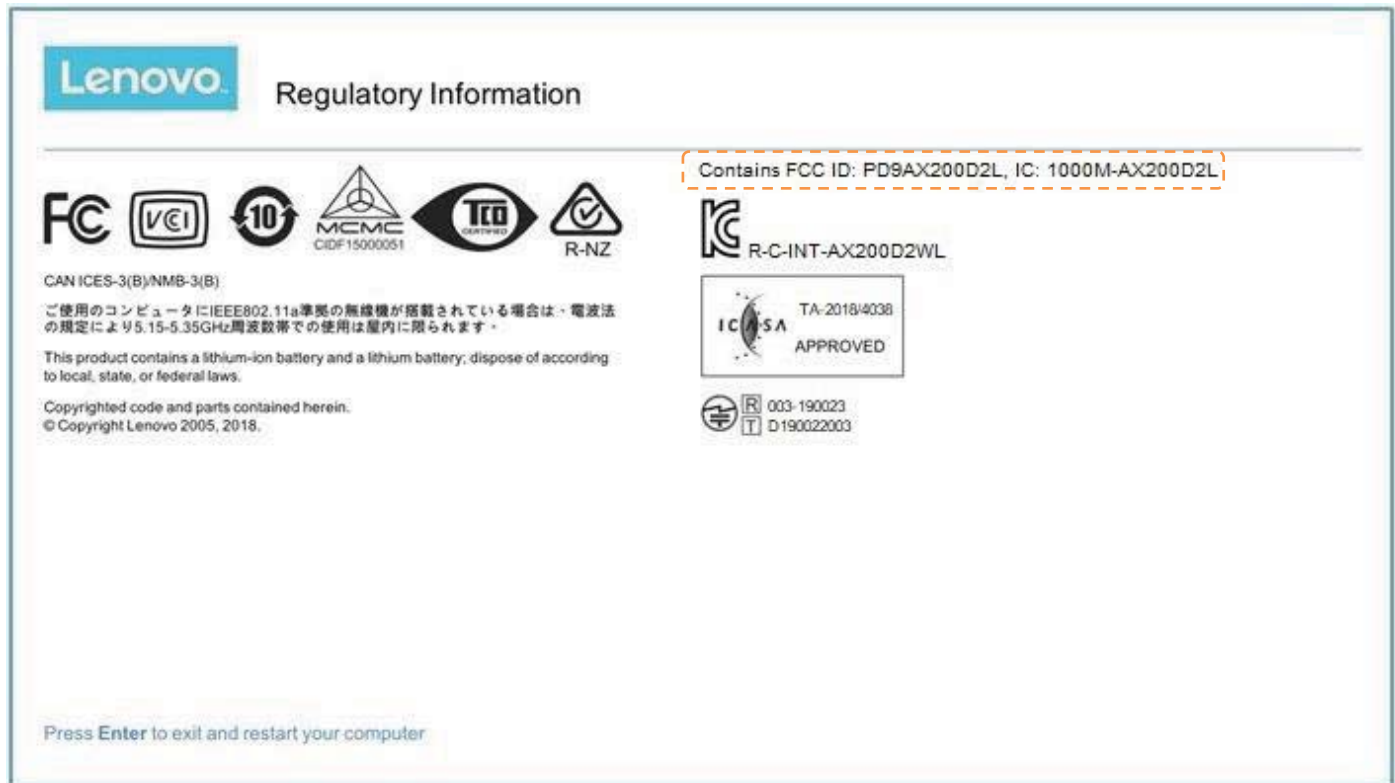 Lenovo.
Regulatory Information
FC VCI 10 MCMC TCO
CERTIFIED
CIDF15000051
R-NZ
CAN ICES-3(B)/NMB-3(B)
ご使用のコンピュータにIEEE802.11a準拠の無線機が搭載されている場合は・電波法
の規定により5.15-5.35GHz周波数帯での使用は屋内に限られます・
This product contains a lithium-ion battery and a lithium battery; dispose of according
to local, state, or federal laws.
Copyrighted code and parts contained herein.
© Copyright Lenovo 2005, 2018.
Contains FCC ID: PD9AX200D2L, IC: 1000M-AX200D2L
R-C-INT-AX200D2WL
ICASA
TA-2018/4038
APPROVED
R 003-190023
T D190022003
Press Enter to exit and restart your computer